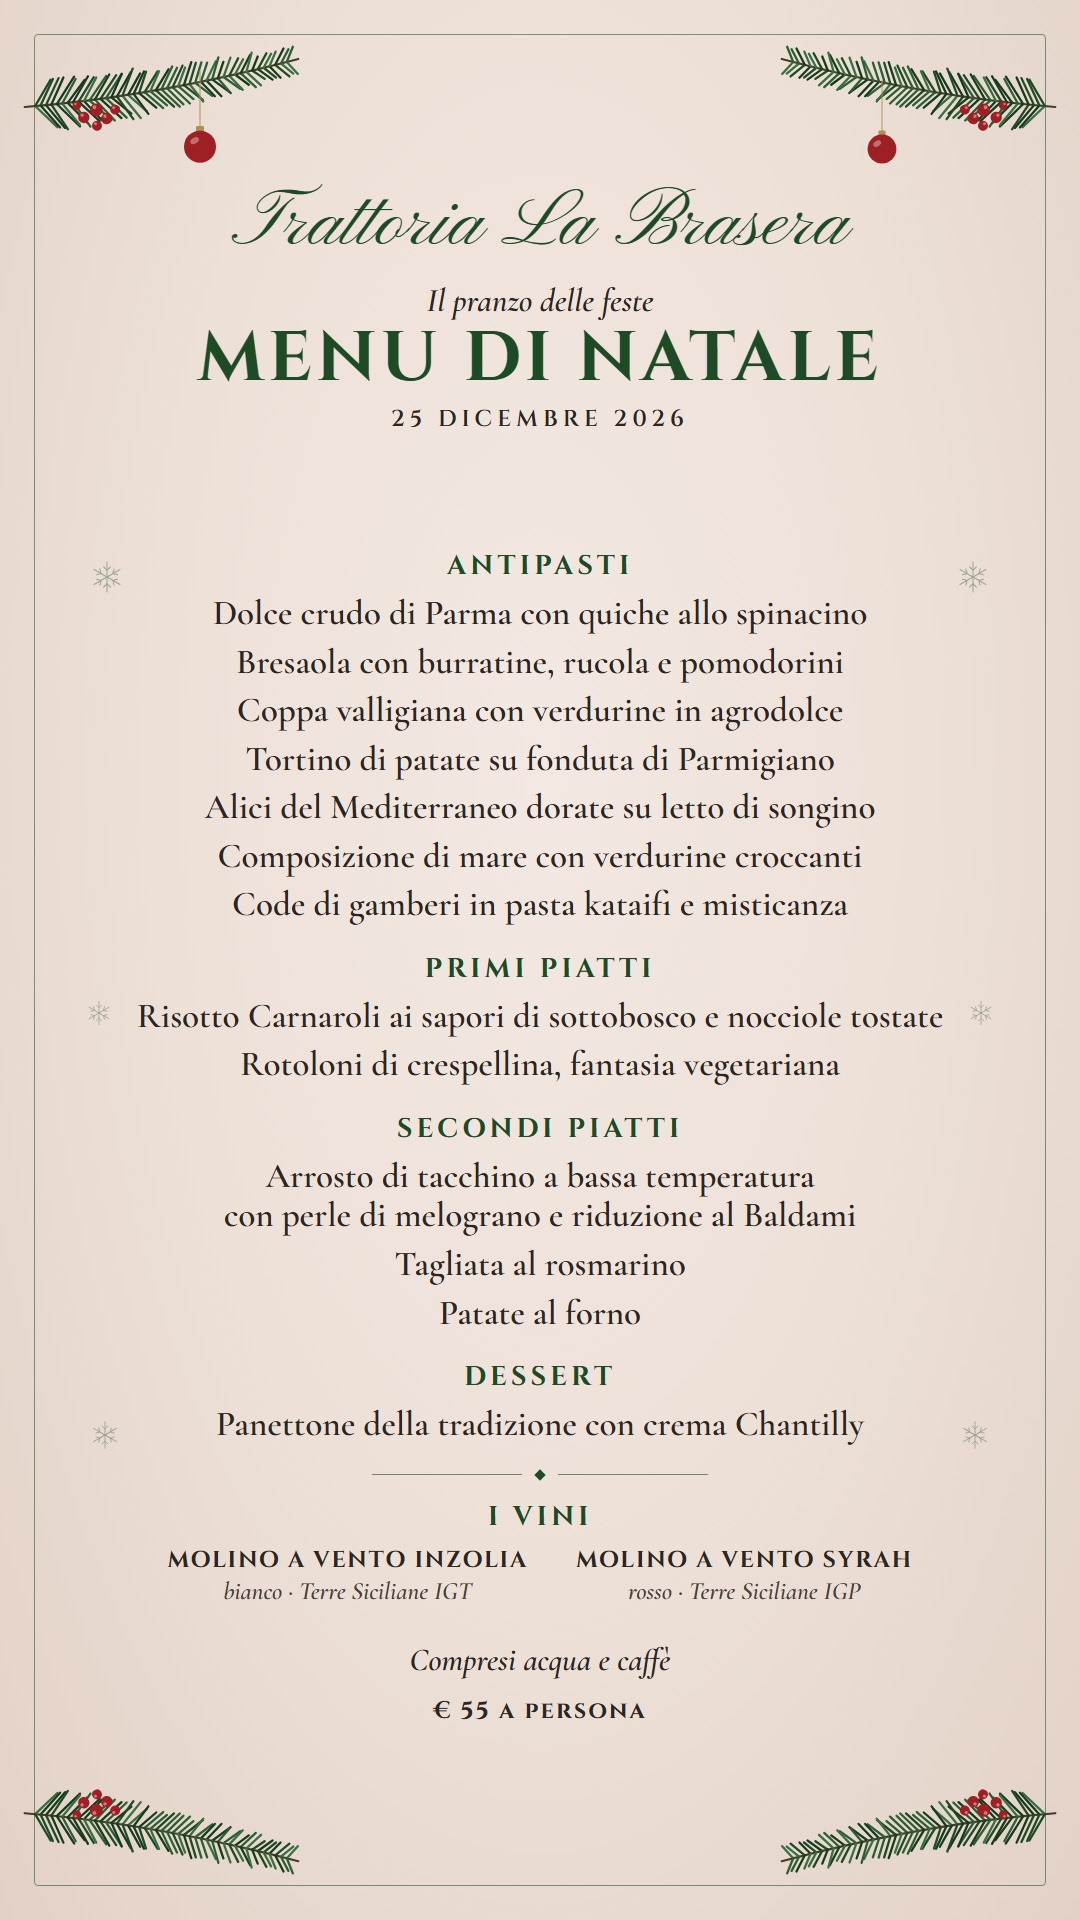 Trattoria La Brasera
Il pranzo delle feste
MENU DI NATALE
25 DICEMBRE 2026
ANTIPASTI
Dolce crudo di Parma con quiche allo spinacino
Bresaola con burratine, rucola e pomodorini
Coppa valligiana con verdurine in agrodolce
Tortino di patate su fonduta di Parmigiano
Alici del Mediterraneo dorate su letto di songino
Composizione di mare con verdurine croccanti
Code di gamberi in pasta kataifi e misticanza
PRIMI PIATTI
Risotto Carnaroli ai sapori di sottobosco e nocciole tostate
Rotoloni di crespellina, fantasia vegetariana
SECONDI PIATTI
Arrosto di tacchino a bassa temperatura
con perle di melograno e riduzione al Baldami
Tagliata al rosmarino
Patate al forno
DESSERT
Panettone della tradizione con crema Chantilly
I VINI
MOLINO A VENTO INZOLIA
bianco · Terre Siciliane IGT
MOLINO A VENTO SYRAH
rosso · Terre Siciliane IGP
Compresi acqua e caffè
€ 55 A PERSONA